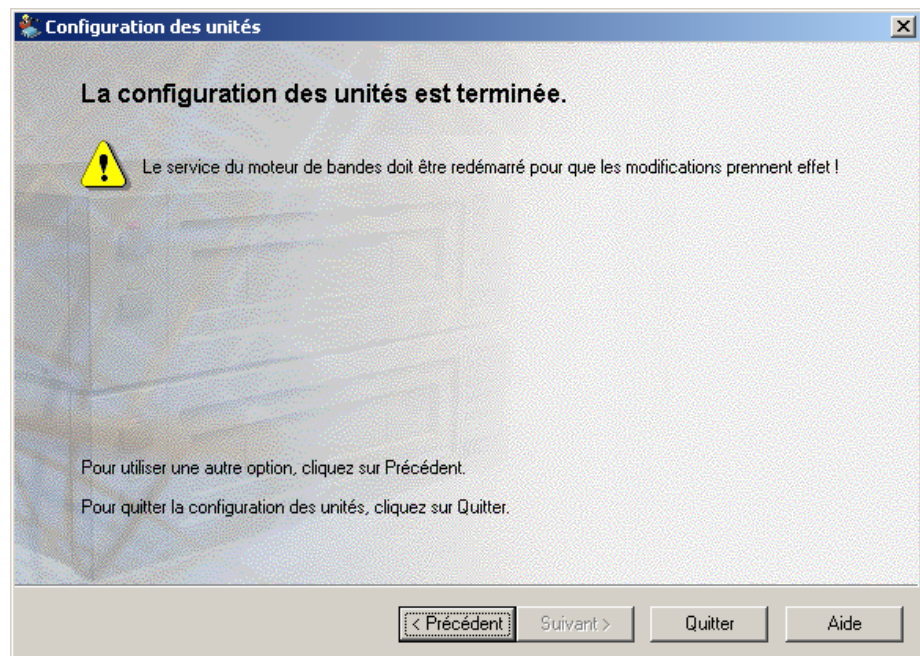 Configuration des unités
La configuration des unités est terminée.
Le service du moteur de bandes doit être redémarré pour que les modifications prennent effet !
Pour utiliser une autre option, cliquez sur Précédent.
Pour quitter la configuration des unités, cliquez sur Quitter.
< Précédent Suivant > Quitter Aide